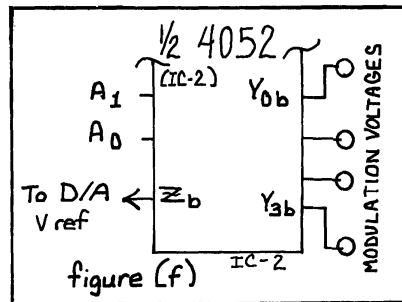 ½ 4052
(IC-2)
A1
Y0b
A0
To D/A
V ref
Zb
Y3b
IC-2
MODULATION VOLTAGES
figure (f)